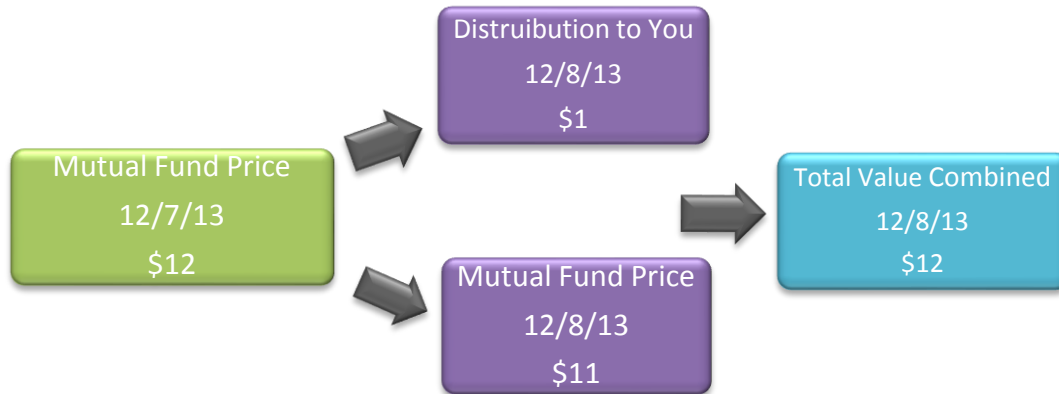 Mutual Fund Price
12/7/13
$12
Distruibution to You
12/8/13
$1
Mutual Fund Price
12/8/13
$11
Total Value Combined
12/8/13
$12